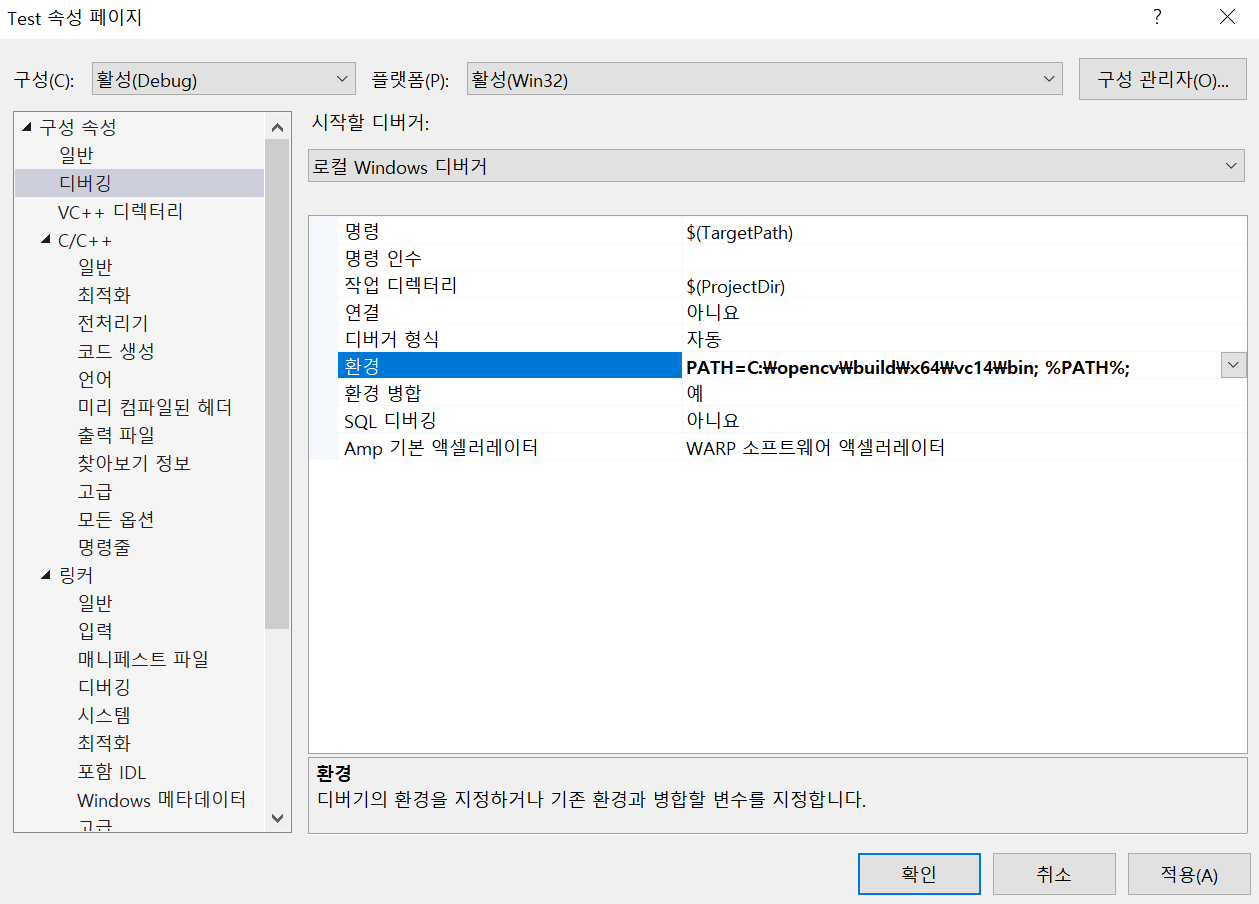 Test 속성 페이지
?
구성(C):
활성(Debug)
플랫폼(P):
활성(Win32)
구성 관리자(O)...
구성 속성
일반
디버깅
VC++ 디렉터리
C/C++
일반
최적화
전처리기
코드 생성
언어
미리 컴파일된 헤더
출력 파일
찾아보기 정보
고급
모든 옵션
명령줄
링커
일반
입력
매니페스트 파일
디버깅
시스템
최적화
포함 IDL
Windows 메타데이터
고급
시작할 디버거:
로컬 Windows 디버거
명령 $(TargetPath)
명령 인수
작업 디렉터리 $(ProjectDir)
연결 아니요
디버거 형식 자동
환경 PATH=C:₩opencv₩build₩x64₩vc14₩bin; %PATH%;
환경 병합 예
SQL 디버깅 아니요
Amp 기본 액셀러레이터 WARP 소프트웨어 액셀러레이터
환경
디버기의 환경을 지정하거나 기존 환경과 병합할 변수를 지정합니다.
확인
취소
적용(A)